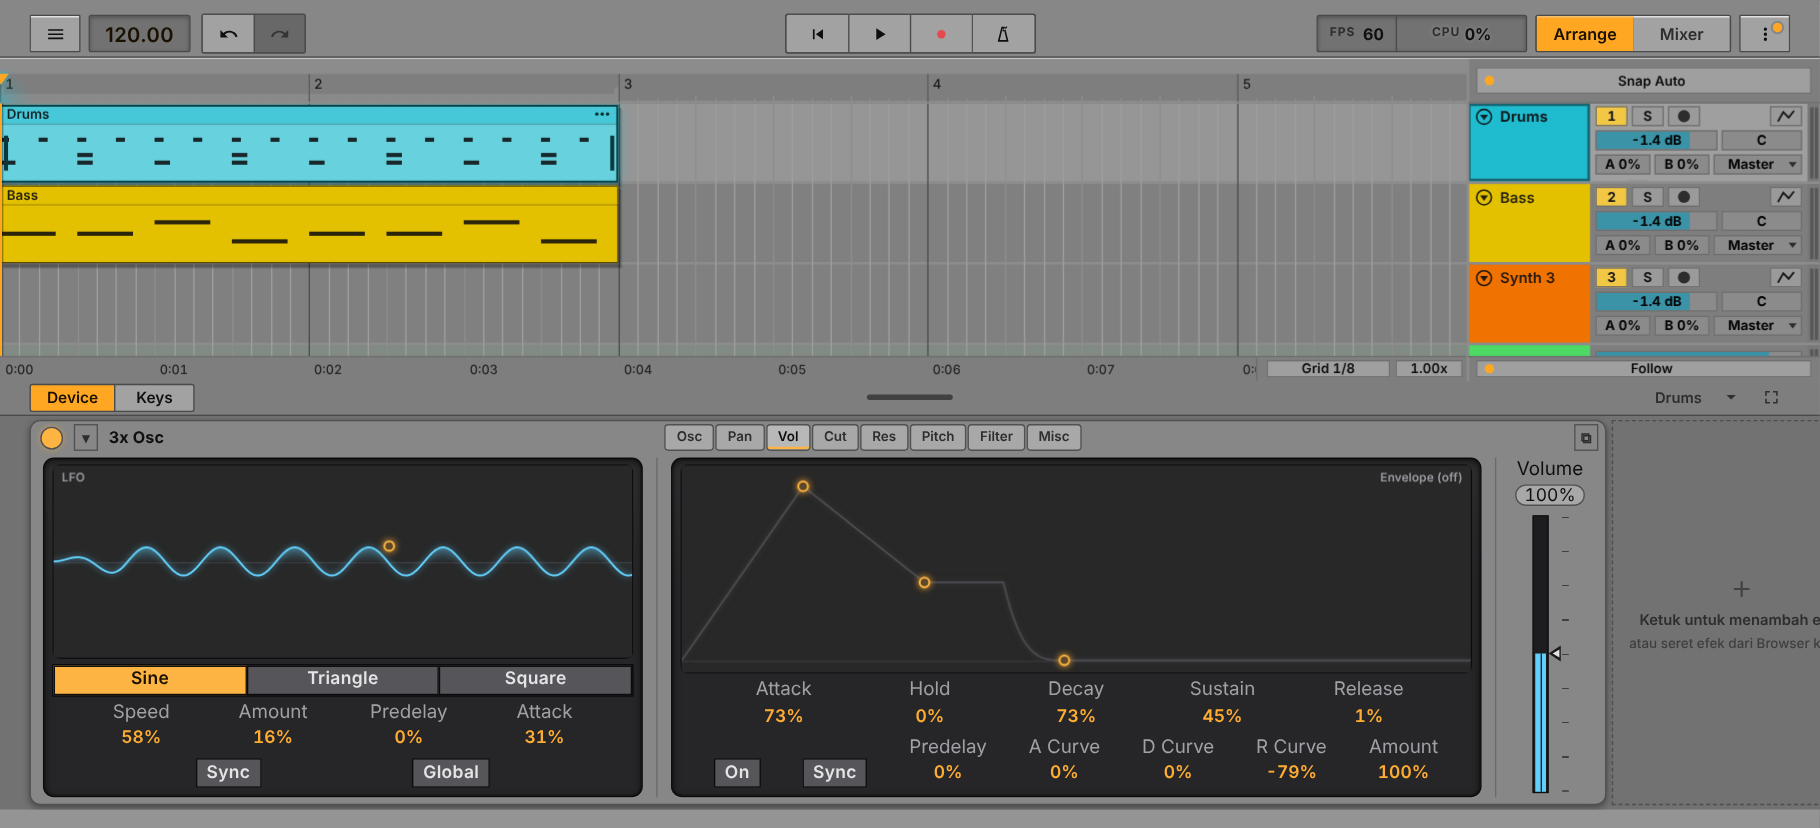 120.00
FPS 60 CPU 0%
Arrange Mixer
1 2 3 4 5
Snap Auto
Drums
Drums 1 S
-1.4 dB C
A 0% B 0% Master
Bass
Bass 2 S
-1.4 dB C
A 0% B 0% Master
Synth 3 3 S
-1.4 dB C
A 0% B 0% Master
0:00 0:01 0:02 0:03 0:04 0:05 0:06 0:07 0:
Grid 1/8 1.00x Follow
Device Keys
Drums
3x Osc
Osc Pan Vol Cut Res Pitch Filter Misc
LFO
Envelope (off)
Volume
100%
Sine Triangle Square
Speed Amount Predelay Attack
58% 16% 0% 31%
Sync Global
Attack Hold Decay Sustain Release
73% 0% 73% 45% 1%
Predelay A Curve D Curve R Curve Amount
On Sync 0% 0% 0% -79% 100%
Ketuk untuk menambah e
atau seret efek dari Browser k